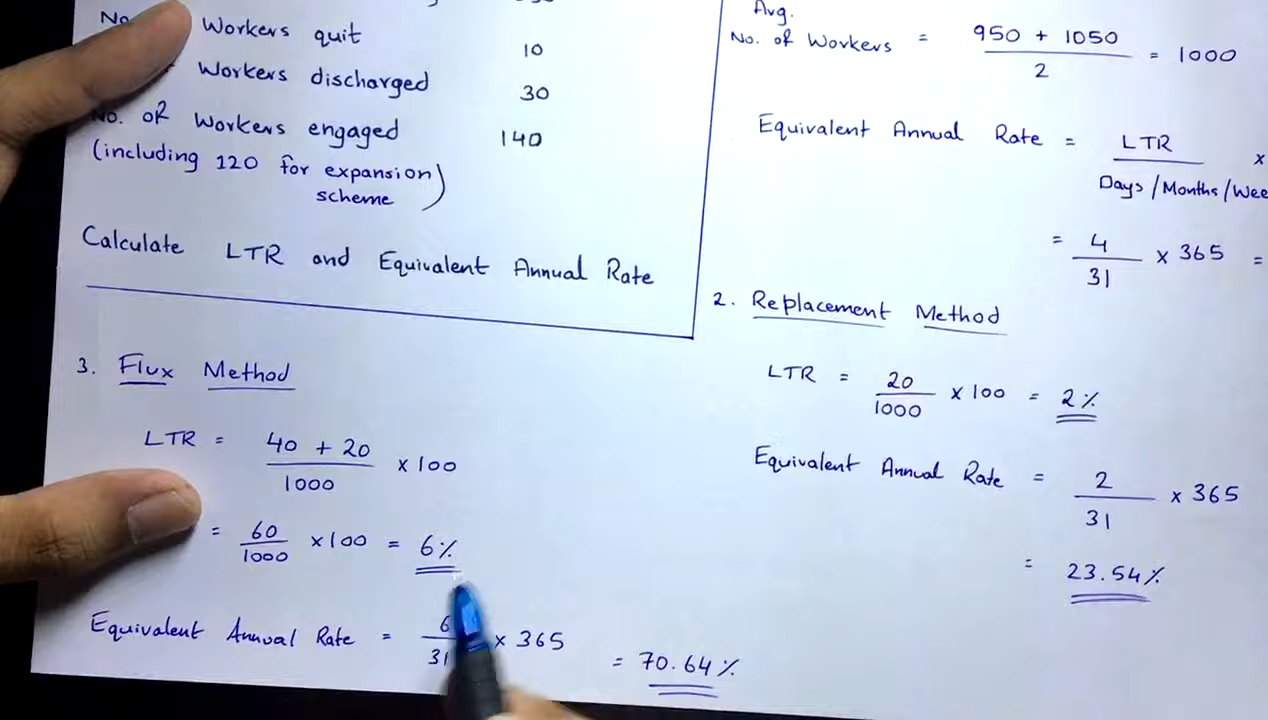 No
Workers quit 10
Workers discharged 30
No. of Workers engaged 140
(including 120 for expansion
scheme)
Calculate LTR and Equivalent Annual Rate
Avg.
No. of Workers = 950 + 1050 / 2 = 1000
Equivalent Annual Rate = LTR / Days/Months/Wee x
= 4 / 31 x 365 =
2. Replacement Method
LTR = 20 / 1000 x 100 = 2%
Equivalent Annual Rate = 2 / 31 x 365
= 23.54%
3. Flux Method
LTR = 40 + 20 / 1000 x 100
= 60 / 1000 x 100 = 6%
Equivalent Annual Rate = 6 / 31 x 365 = 70.64%